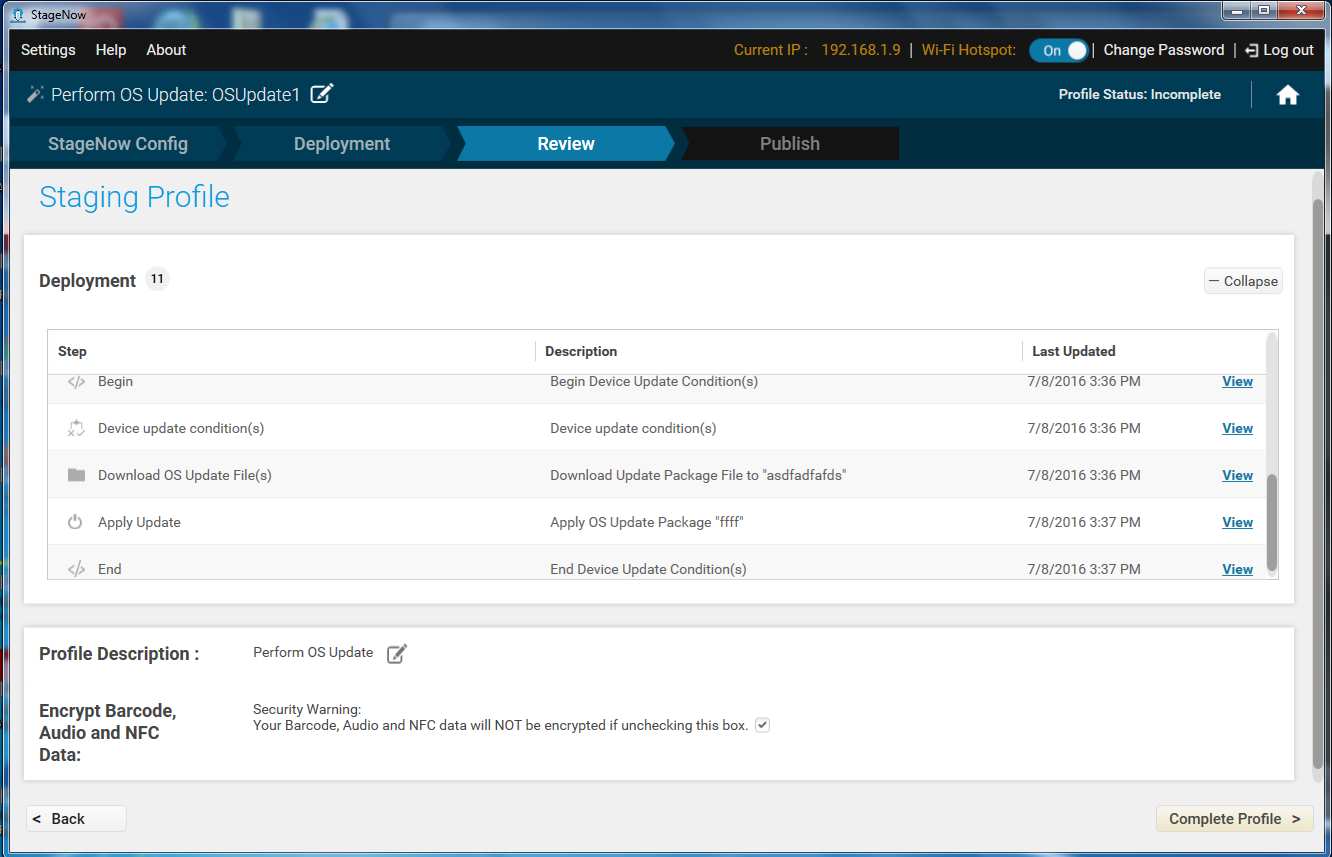 StageNow
Settings Help About Current IP : 192.168.1.9 | Wi-Fi Hotspot: On | Change Password | Log out
Perform OS Update: OSUpdate1 Profile Status: Incomplete
StageNow Config Deployment Review Publish
Staging Profile
Deployment 11 — Collapse
Step Description Last Updated
</> Begin Begin Device Update Condition(s) 7/8/2016 3:36 PM View
Device update condition(s) Device update condition(s) 7/8/2016 3:36 PM View
Download OS Update File(s) Download Update Package File to "asdfadfafds" 7/8/2016 3:36 PM View
Apply Update Apply OS Update Package "ffff" 7/8/2016 3:37 PM View
</> End End Device Update Condition(s) 7/8/2016 3:37 PM View
Profile Description : Perform OS Update
Encrypt Barcode, Audio and NFC Data:
Security Warning:
Your Barcode, Audio and NFC data will NOT be encrypted if unchecking this box.
< Back Complete Profile >